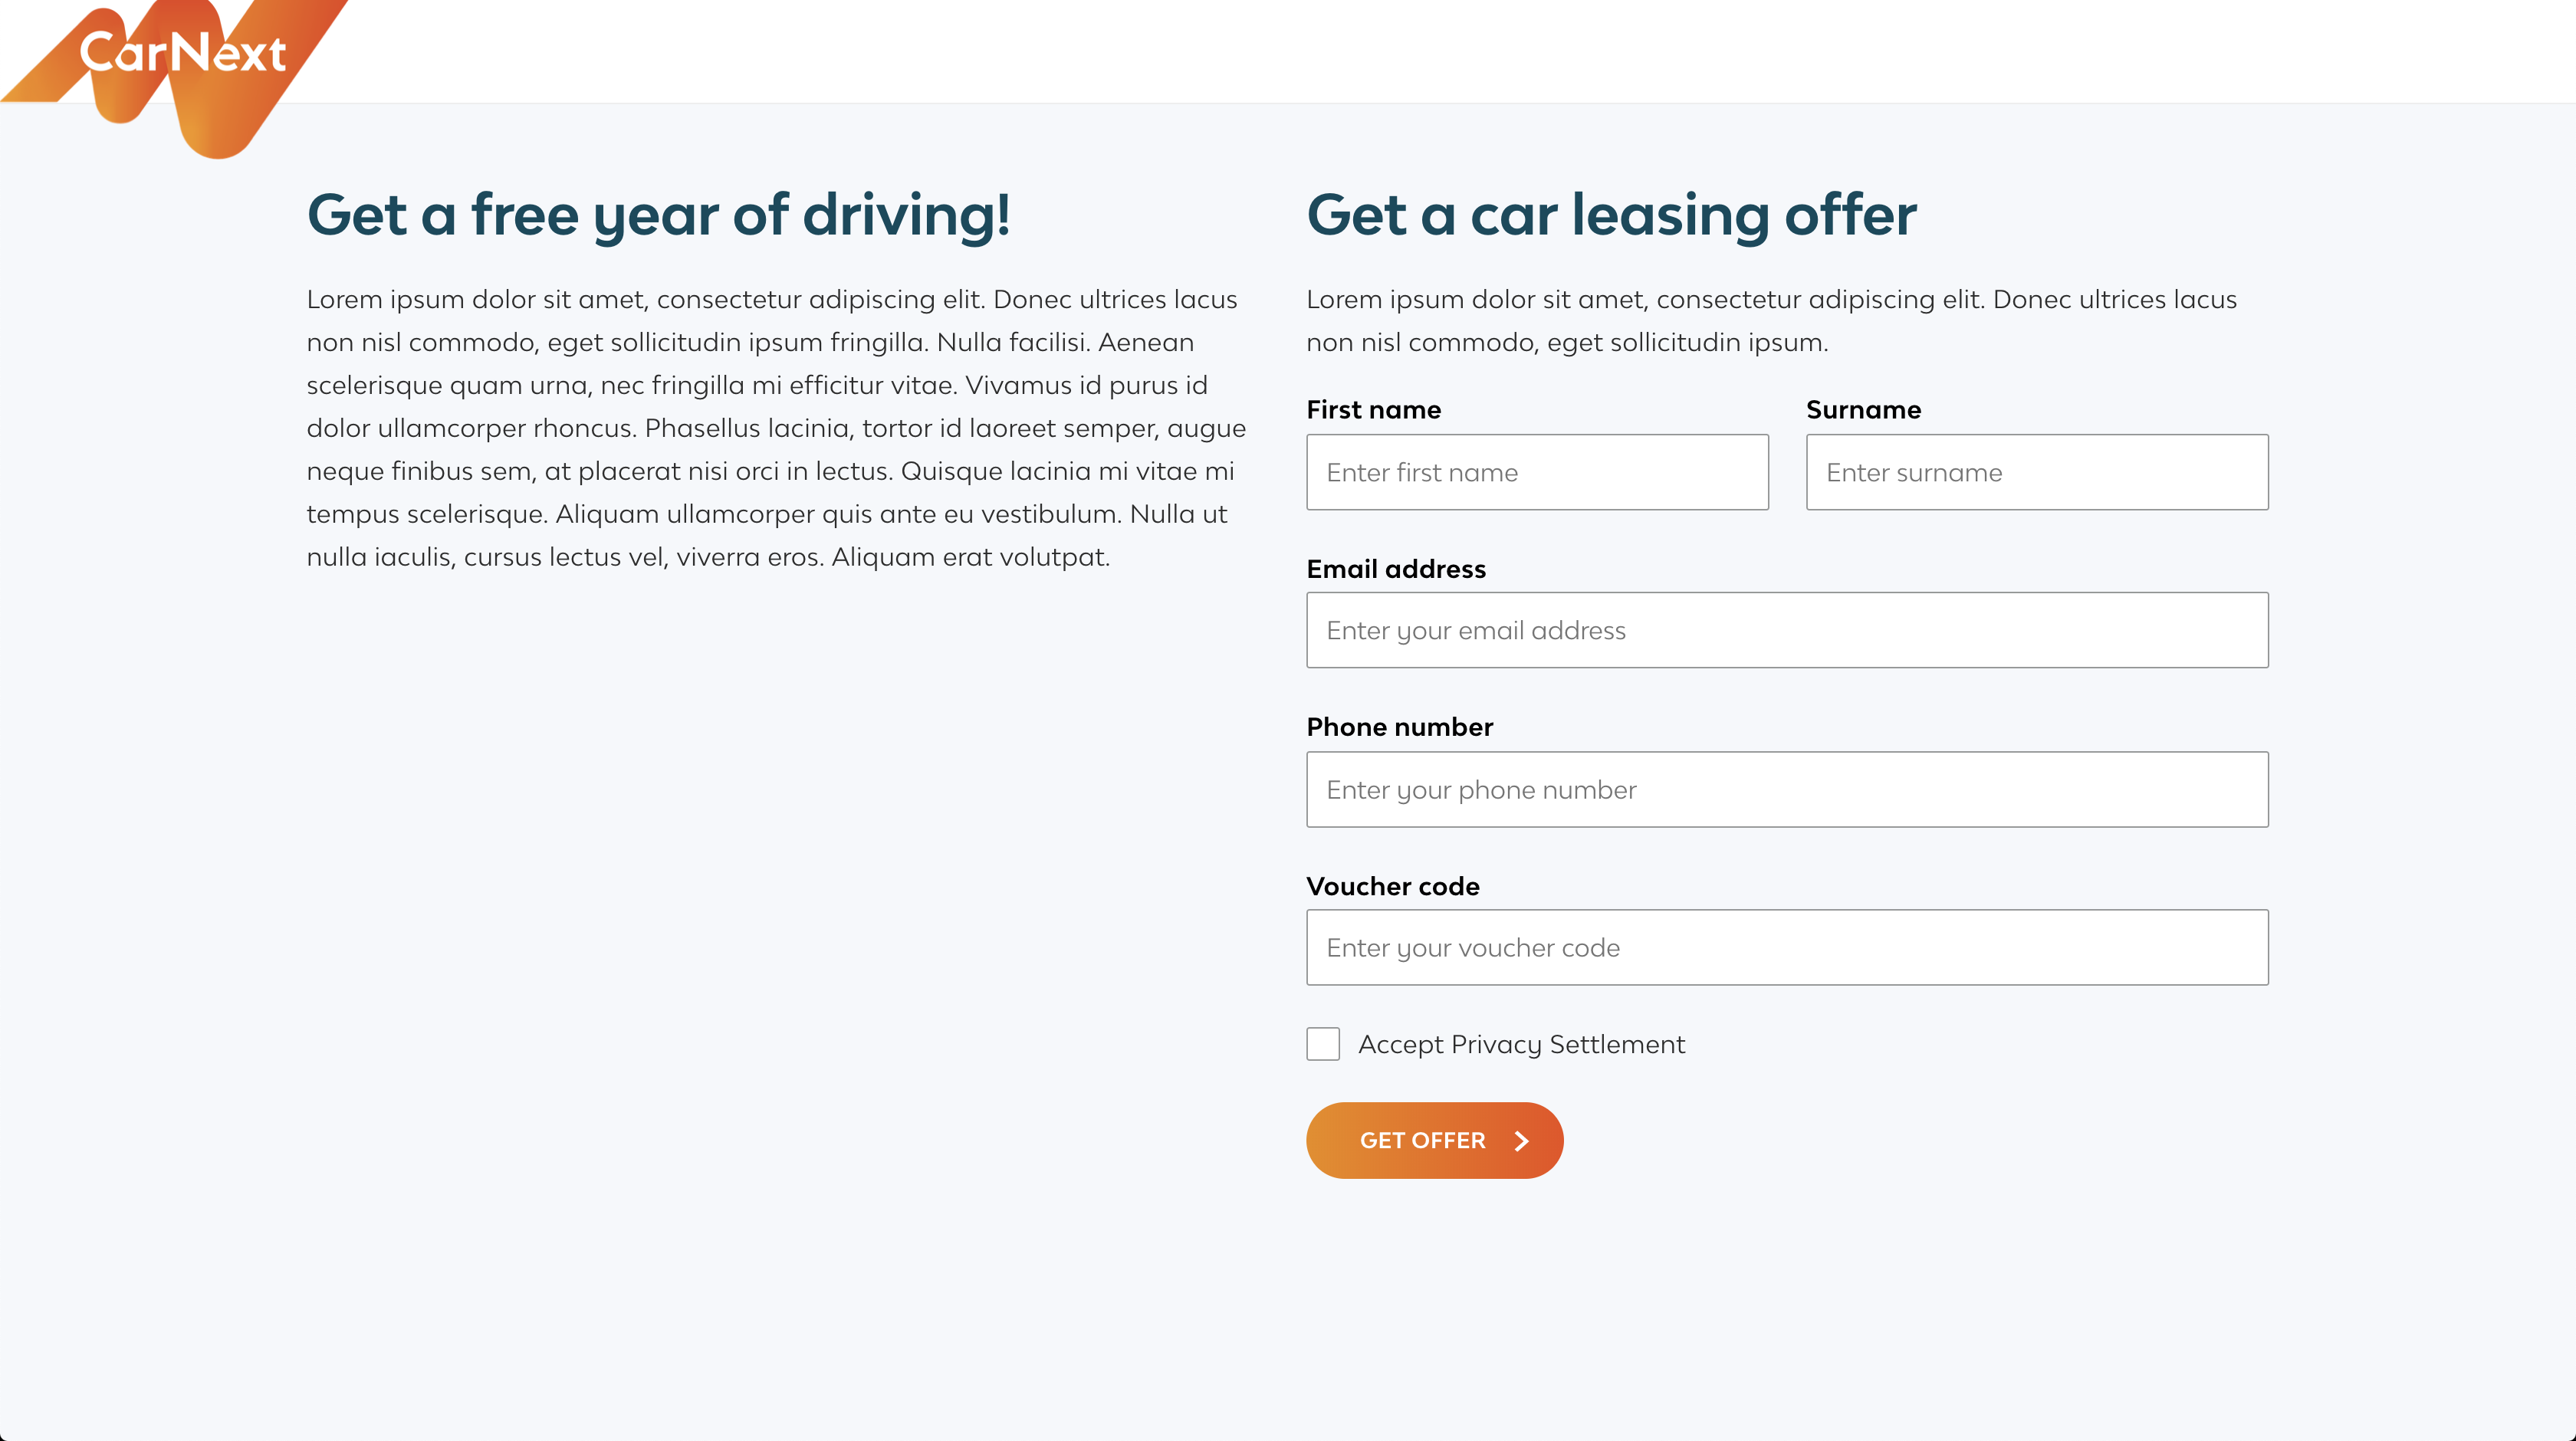 CarNext
Get a free year of driving!
Lorem ipsum dolor sit amet, consectetur adipiscing elit. Donec ultrices lacus
non nisl commodo, eget sollicitudin ipsum fringilla. Nulla facilisi. Aenean
scelerisque quam urna, nec fringilla mi efficitur vitae. Vivamus id purus id
dolor ullamcorper rhoncus. Phasellus lacinia, tortor id laoreet semper, augue
neque finibus sem, at placerat nisi orci in lectus. Quisque lacinia mi vitae mi
tempus scelerisque. Aliquam ullamcorper quis ante eu vestibulum. Nulla ut
nulla iaculis, cursus lectus vel, viverra eros. Aliquam erat volutpat.
Get a car leasing offer
Lorem ipsum dolor sit amet, consectetur adipiscing elit. Donec ultrices lacus
non nisl commodo, eget sollicitudin ipsum.
First name
Enter first name
Surname
Enter surname
Email address
Enter your email address
Phone number
Enter your phone number
Voucher code
Enter your voucher code
Accept Privacy Settlement
GET OFFER